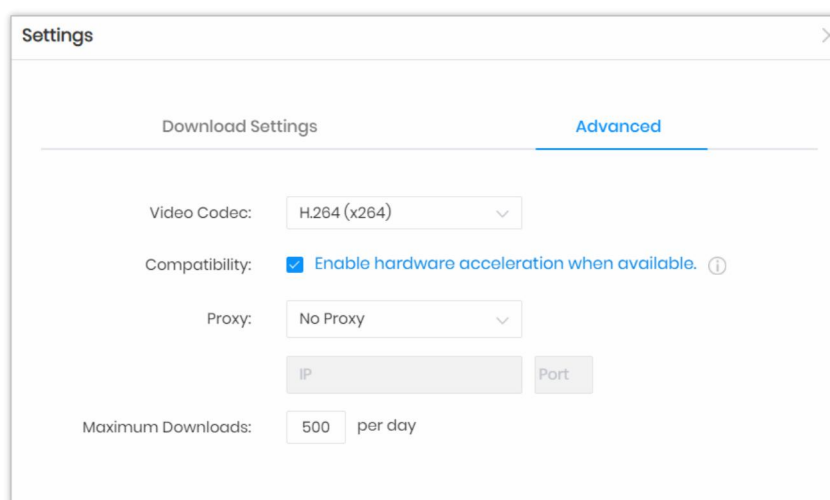 Settings
Download Settings Advanced
Video Codec: H.264 (x264)
Compatibility: Enable hardware acceleration when available.
Proxy: No Proxy
IP Port
Maximum Downloads: 500 per day